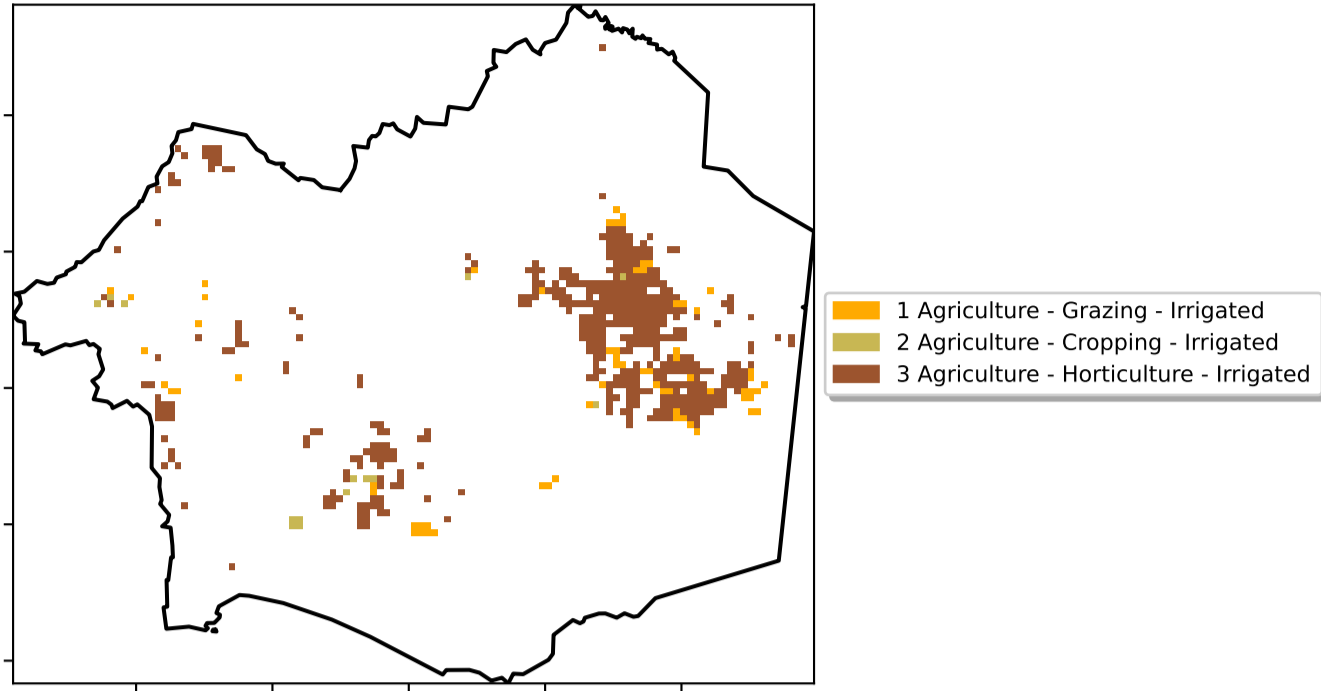 1 Agriculture - Grazing - Irrigated
2 Agriculture - Cropping - Irrigated
3 Agriculture - Horticulture - Irrigated